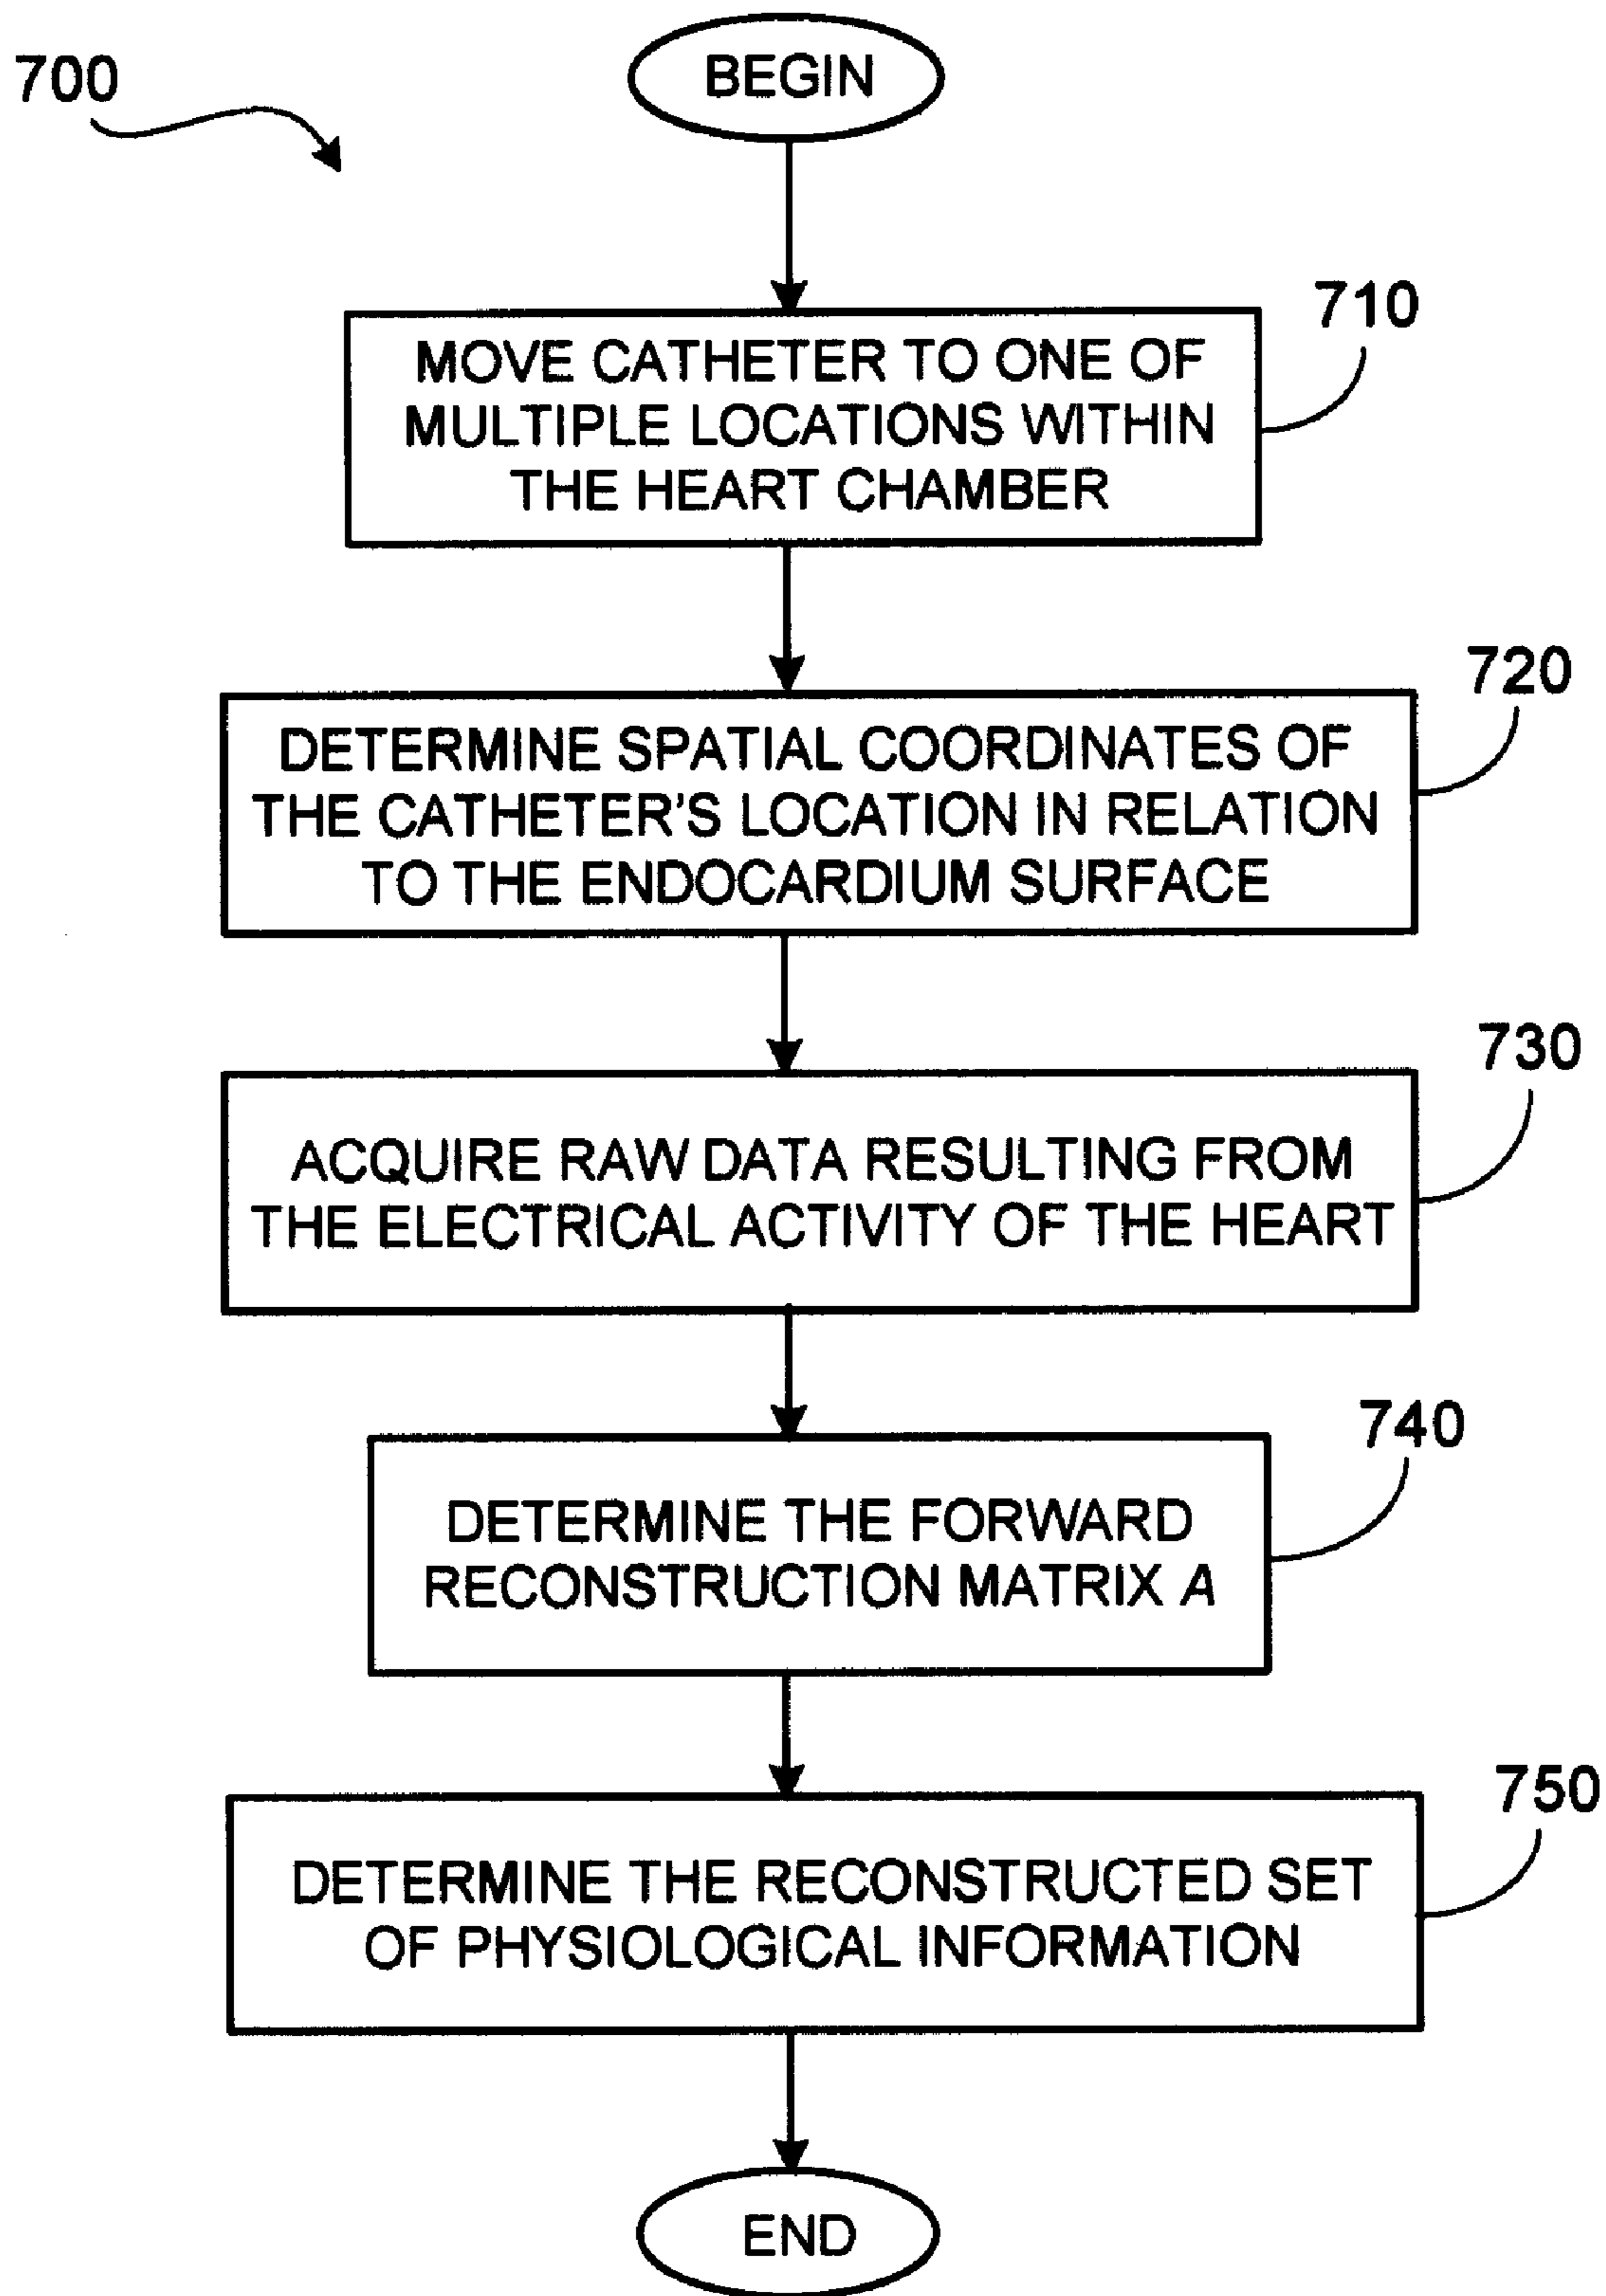 700
BEGIN
710
MOVE CATHETER TO ONE OF
MULTIPLE LOCATIONS WITHIN
THE HEART CHAMBER
720
DETERMINE SPATIAL COORDINATES OF
THE CATHETER'S LOCATION IN RELATION
TO THE ENDOCARDIUM SURFACE
730
ACQUIRE RAW DATA RESULTING FROM
THE ELECTRICAL ACTIVITY OF THE HEART
740
DETERMINE THE FORWARD
RECONSTRUCTION MATRIX A
750
DETERMINE THE RECONSTRUCTED SET
OF PHYSIOLOGICAL INFORMATION
END